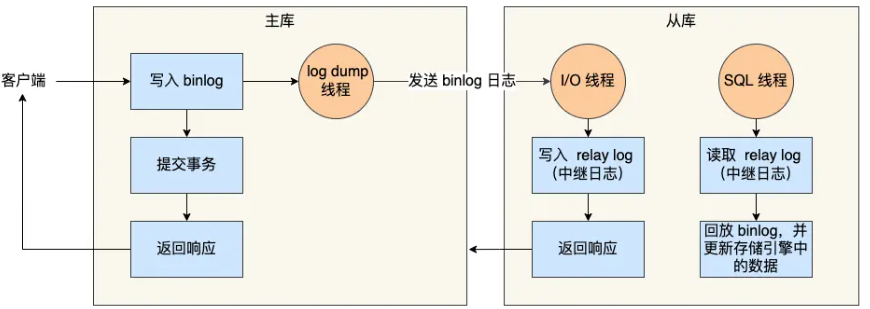 主库
从库
客户端
写入 binlog
log dump
线程
发送 binlog 日志
I/O 线程
SQL 线程
提交事务
写入 relay log
（中继日志）
读取 relay log
（中继日志）
返回响应
返回响应
回放 binlog，并
更新存储引擎中
的数据